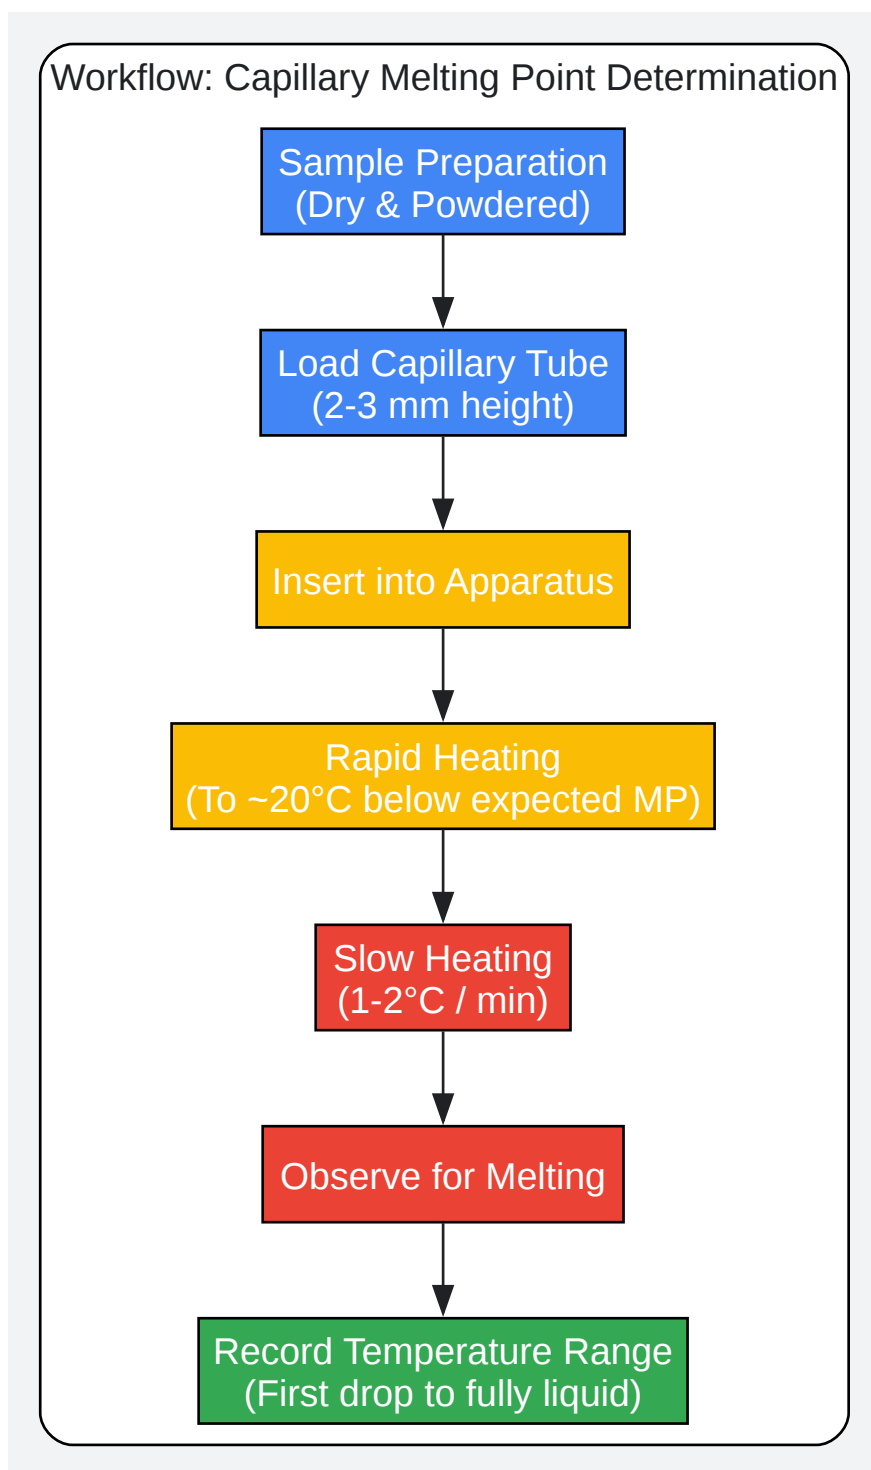 Workflow: Capillary Melting Point Determination
Sample Preparation
(Dry & Powdered)
Load Capillary Tube
(2-3 mm height)
Insert into Apparatus
Rapid Heating
(To ~20°C below expected MP)
Slow Heating
(1-2°C / min)
Observe for Melting
Record Temperature Range
(First drop to fully liquid)